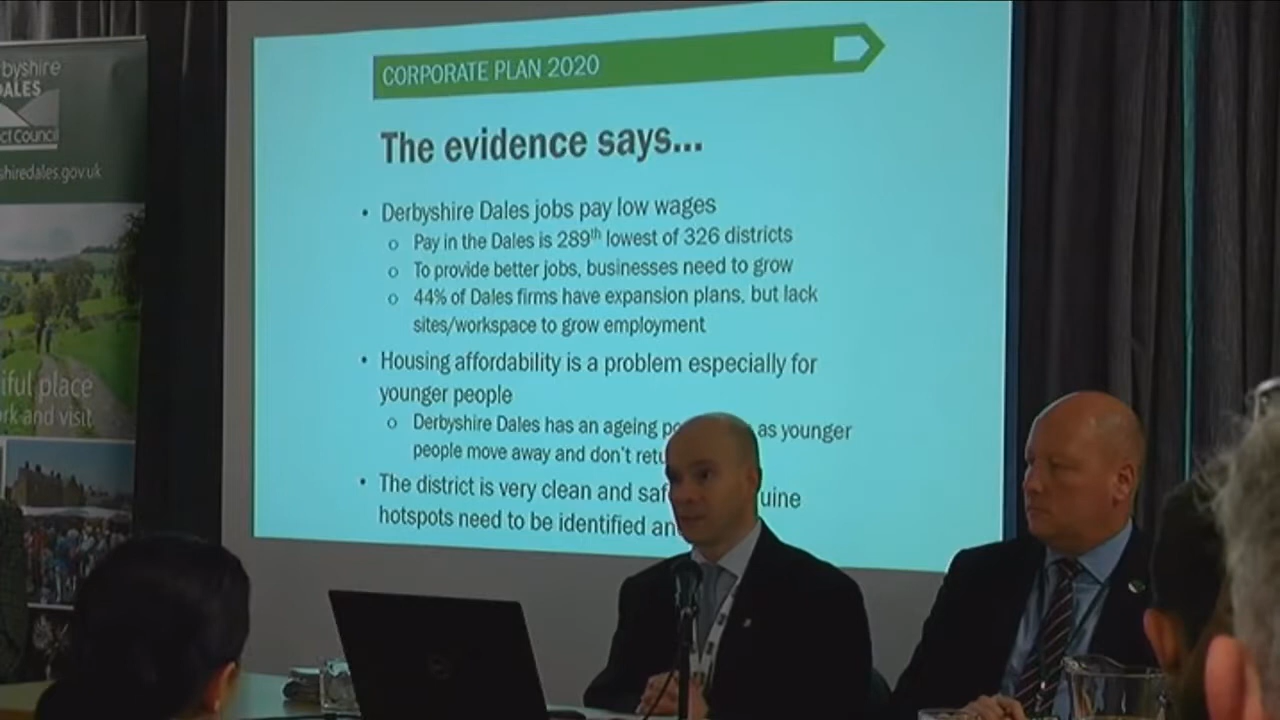 byshire
DALES
ct Council
shiredales.gov.uk
iful place
rk and visit
CORPORATE PLAN 2020
The evidence says...
• Derbyshire Dales jobs pay low wages
o Pay in the Dales is 289th lowest of 326 districts
o To provide better jobs, businesses need to grow
o 44% of Dales firms have expansion plans, but lack
sites/workspace to grow employment
• Housing affordability is a problem especially for
younger people
o Derbyshire Dales has an ageing po as younger
people move away and don't retu
• The district is very clean and saf uine
hotspots need to be identified an